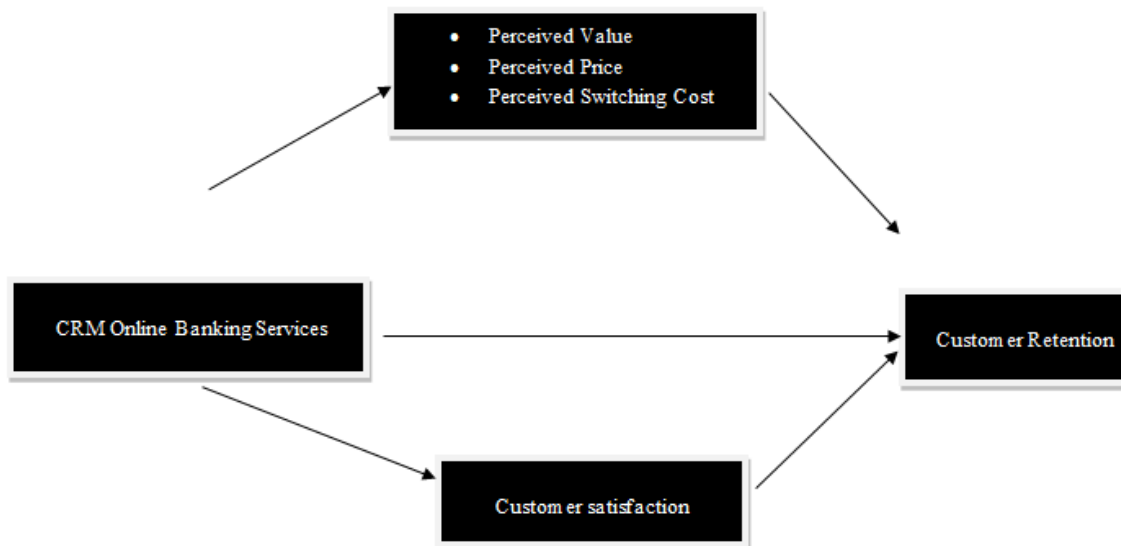 • Perceived Value
• Perceived Price
• Perceived Switching Cost
CRM Online Banking Services
Customer Retention
Customer satisfaction